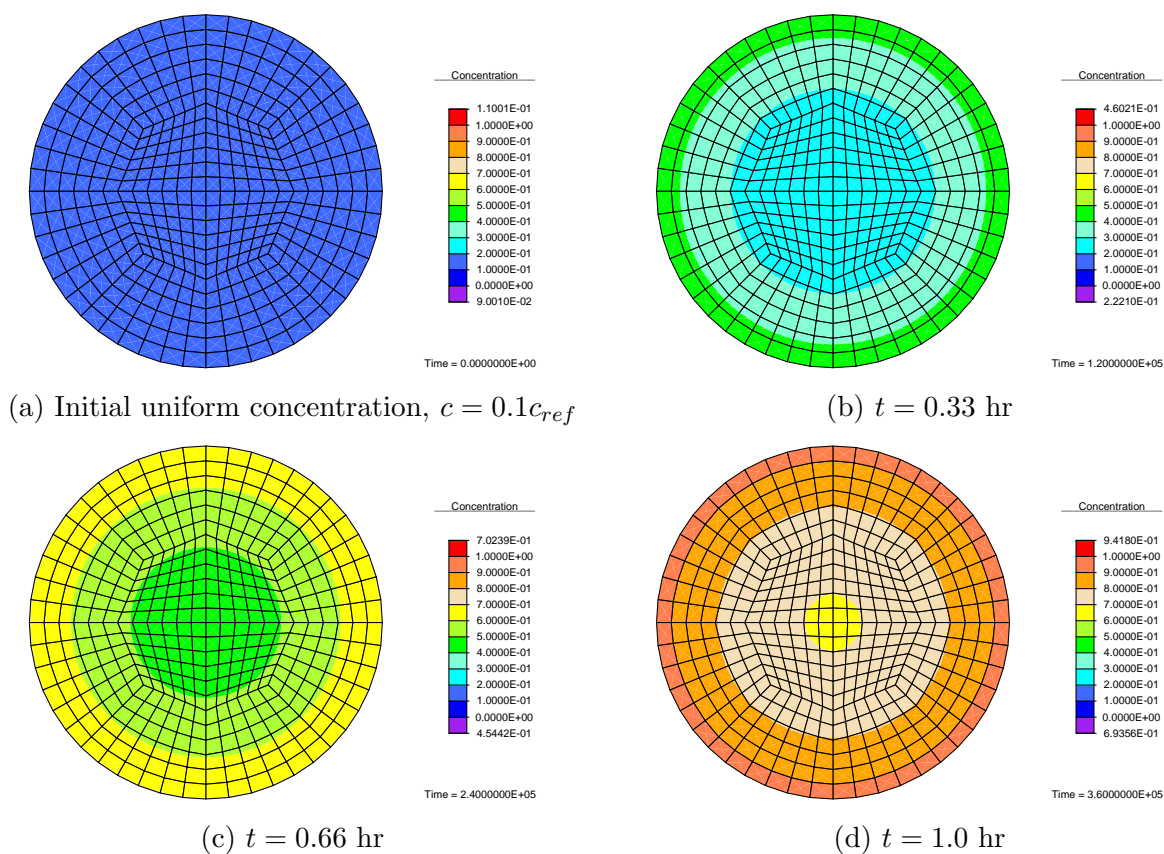 Concentration
1.1001E-01
1.0000E+00
9.0000E-01
8.0000E-01
7.0000E-01
6.0000E-01
5.0000E-01
4.0000E-01
3.0000E-01
2.0000E-01
1.0000E-01
0.0000E+00
9.0010E-02
Time = 0.0000000E+00
(a) Initial uniform concentration, c = 0.1c_ref
Concentration
4.6021E-01
1.0000E+00
9.0000E-01
8.0000E-01
7.0000E-01
6.0000E-01
5.0000E-01
4.0000E-01
3.0000E-01
2.0000E-01
1.0000E-01
0.0000E+00
2.2210E-01
Time = 1.2000000E+05
(b) t = 0.33 hr
Concentration
7.0239E-01
1.0000E+00
9.0000E-01
8.0000E-01
7.0000E-01
6.0000E-01
5.0000E-01
4.0000E-01
3.0000E-01
2.0000E-01
1.0000E-01
0.0000E+00
4.5442E-01
Time = 2.4000000E+05
(c) t = 0.66 hr
Concentration
9.4180E-01
1.0000E+00
9.0000E-01
8.0000E-01
7.0000E-01
6.0000E-01
5.0000E-01
4.0000E-01
3.0000E-01
2.0000E-01
1.0000E-01
0.0000E+00
6.9356E-01
Time = 3.6000000E+05
(d) t = 1.0 hr